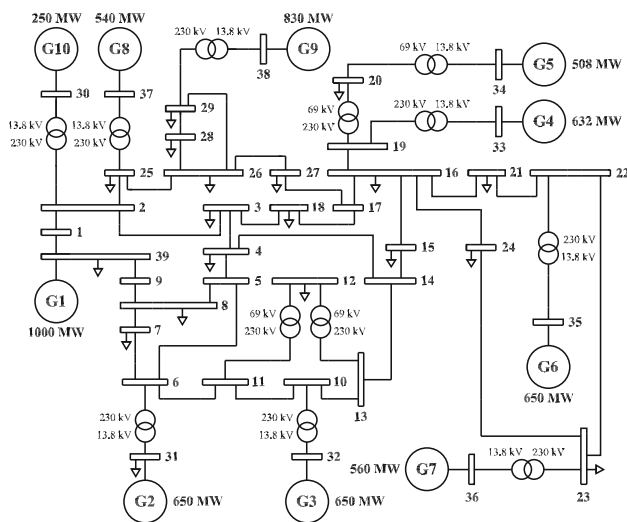 250 MW 540 MW 830 MW
G10 G8 230 kV 13.8 kV G9 69 kV 13.8 kV G5 508 MW
38 20 34
30 37 29 69 kV 230 kV 13.8 kV G4 632 MW
13.8 kV 13.8 kV 230 kV
230 kV 230 kV 28 19 33
25 26 27 16 21 22
2 3 18 17
1 4 15 24 230 kV
39 5 12 14 13.8 kV
9 8
G1 69 kV 69 kV 35
1000 MW 7 230 kV 230 kV
6 11 10 G6
13 650 MW
230 kV 230 kV
13.8 kV 13.8 kV
31 32 560 MW G7 13.8 kV 230 kV
G2 650 MW G3 650 MW 36 23